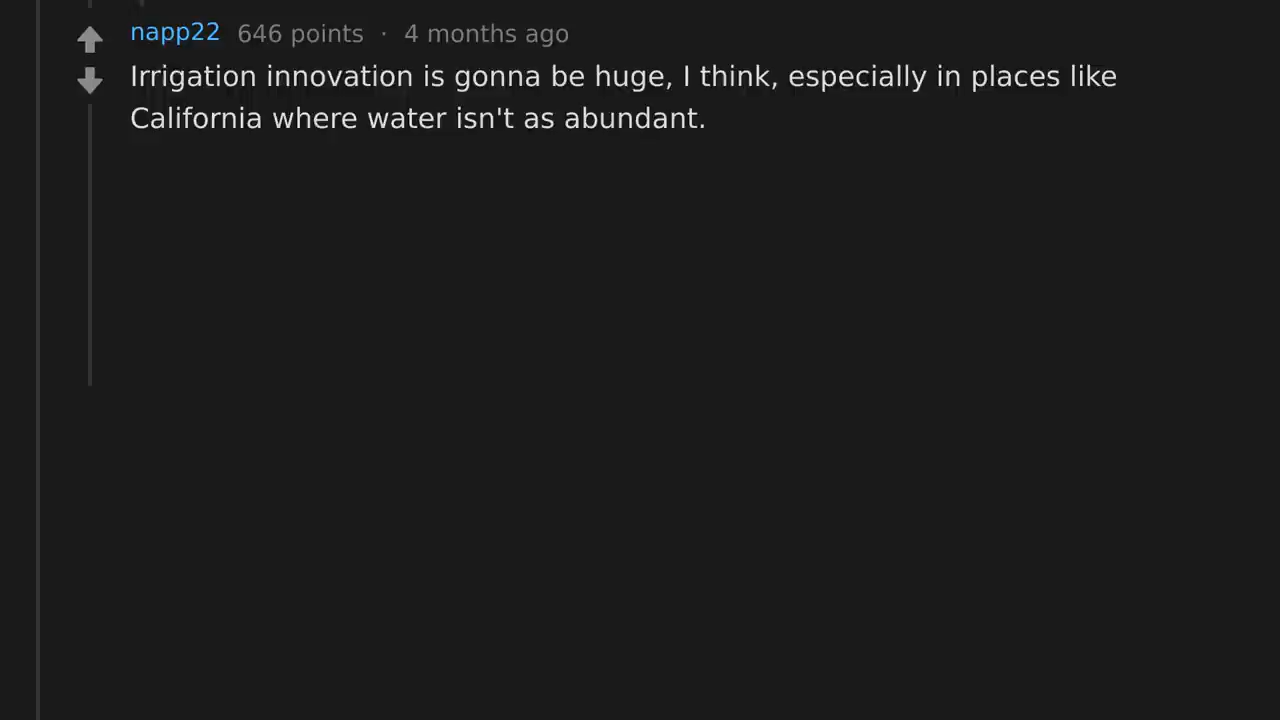 napp22 646 points · 4 months ago
Irrigation innovation is gonna be huge, I think, especially in places like
California where water isn't as abundant.